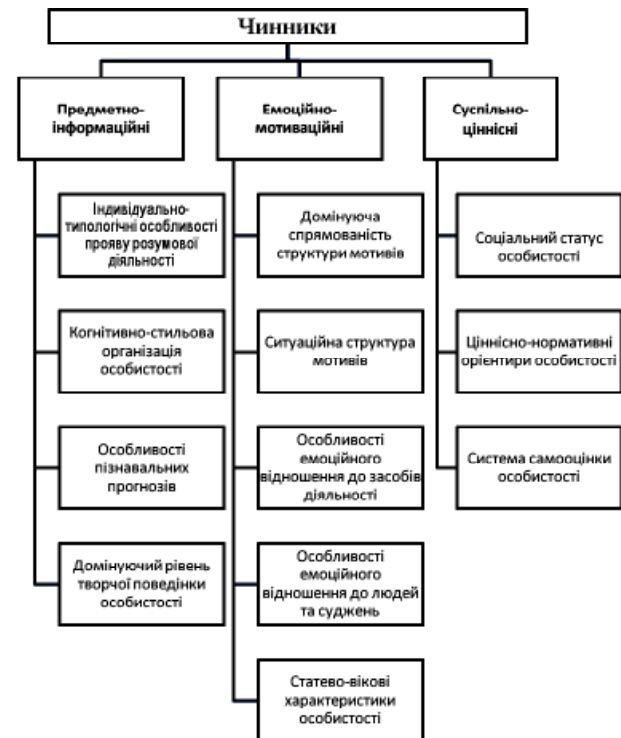 Чинники
Предметно-
інформаційні
Емоційно-
мотиваційні
Суспільно-
ціннісні
Індивідуально-
типологічні особливості
прояву розумової
діяльності
Когнітивно-стильова
організація
особистості
Особливості
пізнавальних
прогнозів
Домінуючий рівень
творчої поведінки
особистості
Домінуюча
спрямованість
структури мотивів
Ситуаційна структура
мотивів
Особливості
емоційного
відношення до засобів
діяльності
Особливості
емоційного
відношення до людей
та суджень
Статево-вікові
характеристики
особистості
Соціальний статус
особистості
Ціннісно-нормативні
орієнтири особистості
Система самооцінки
особистості